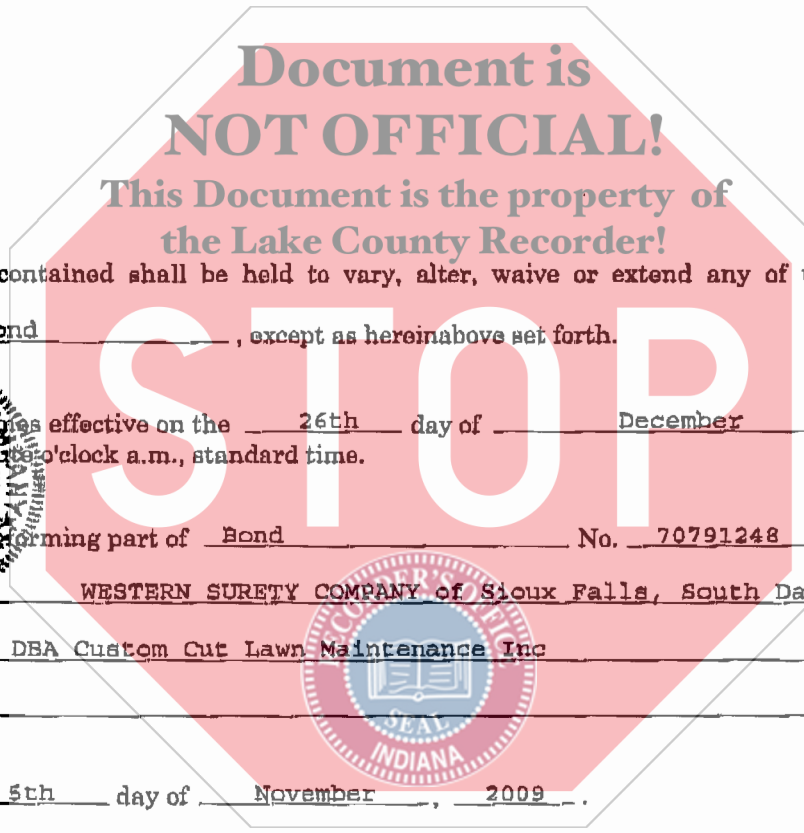 Document is
NOT OFFICIAL!
This Document is the property of
the Lake County Recorder!
contained shall be held to vary, alter, waive or extend any of
, except as hereinabove set forth.
effective on the 26th day of December
o'clock a.m., standard time.
forming part of Bond No. 70791248
WESTERN SURETY COMPANY of Sioux Falls, South Da
DBA Custom Cut Lawn Maintenance Inc
5th day of November, 2009.
STOP
RECORDER'S OFFICE
SEAL
INDIANA